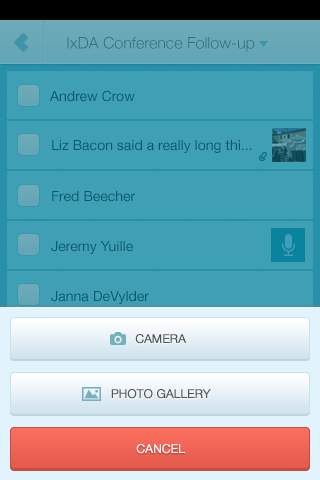 IxDA Conference Follow-up
Andrew Crow
Liz Bacon said a really long thi...
Fred Beecher
Jeremy Yuille
Janna DeVylder
CAMERA
PHOTO GALLERY
CANCEL